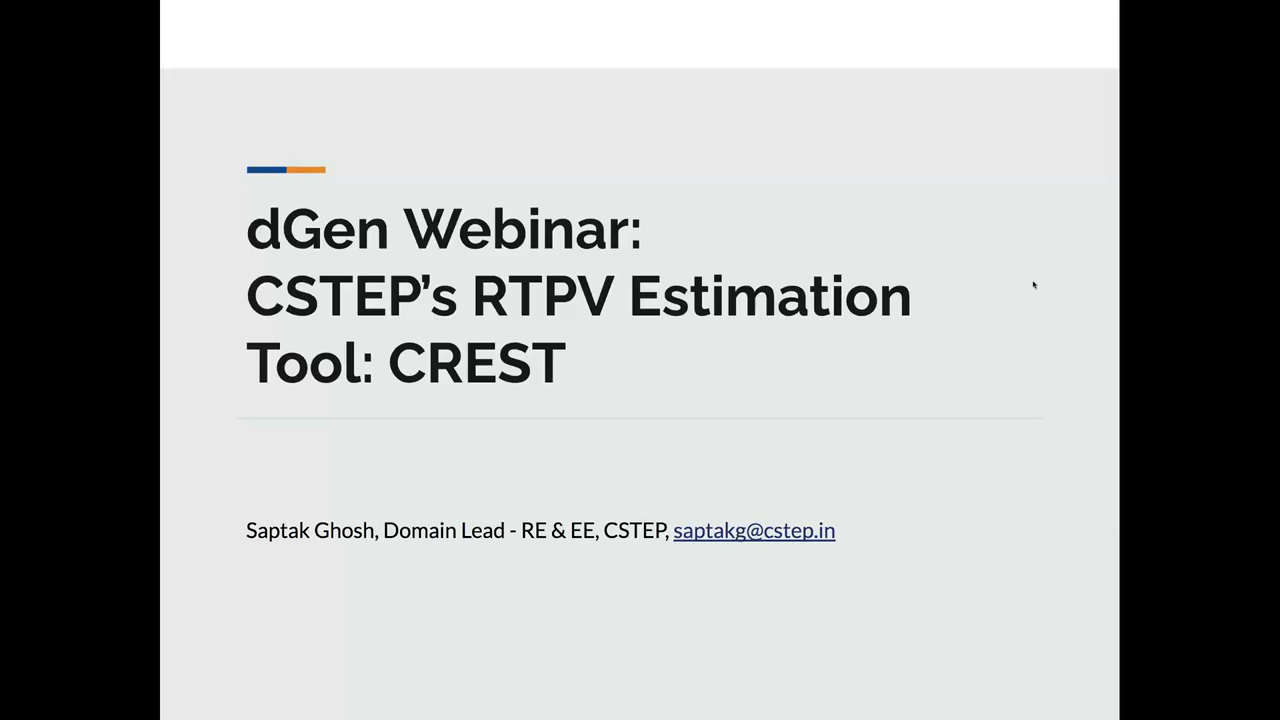 dGen Webinar:
CSTEP’s RTPV Estimation
Tool: CREST
Saptak Ghosh, Domain Lead - RE & EE, CSTEP, saptakg@cstep.in